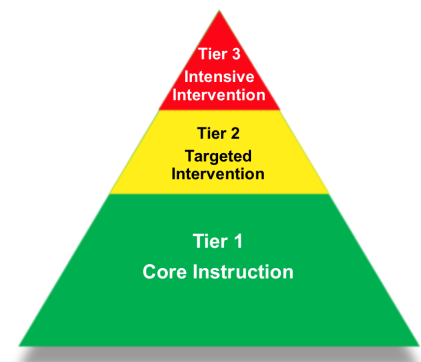 Tier 3
Intensive
Intervention
Tier 2
Targeted
Intervention
Tier 1
Core Instruction